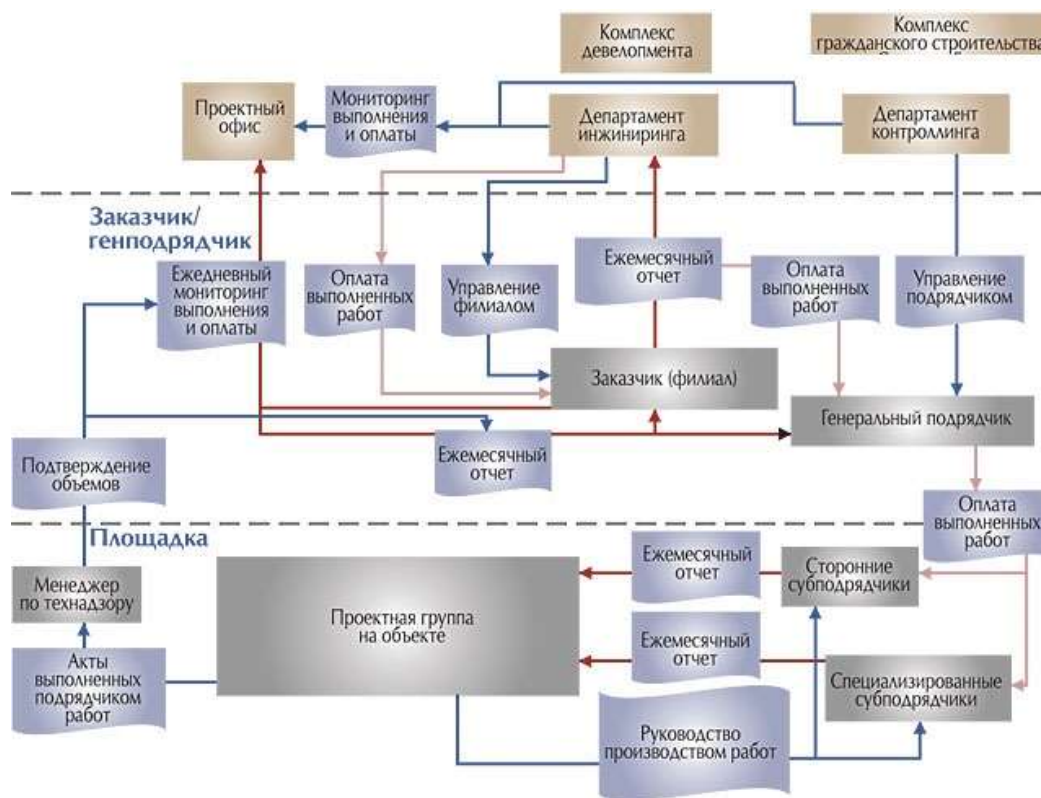 Комплекс
девелопмента
Комплекс
гражданского строительства
Проектный
офис
Мониторинг
выполнения
и оплаты
Департамент
инжиниринга
Департамент
контроллинга
Заказчик/
генподрядчик
Ежедневный
мониторинг
выполнения
и оплаты
Оплата
выполненных
работ
Управление
филиалом
Ежемесячный
отчет
Оплата
выполненных
работ
Управление
подрядчиком
Заказчик (филиал)
Генеральный подрядчик
Подтверждение
объемов
Ежемесячный
отчет
Оплата
выполненных
работ
Площадка
Менеджер
по технадзору
Проектная группа
на объекте
Ежемесячный
отчет
Сторонние
субподрядчики
Ежемесячный
отчет
Специализированные
субподрядчики
Акты
выполненных
подрядчиком
работ
Руководство
производством работ